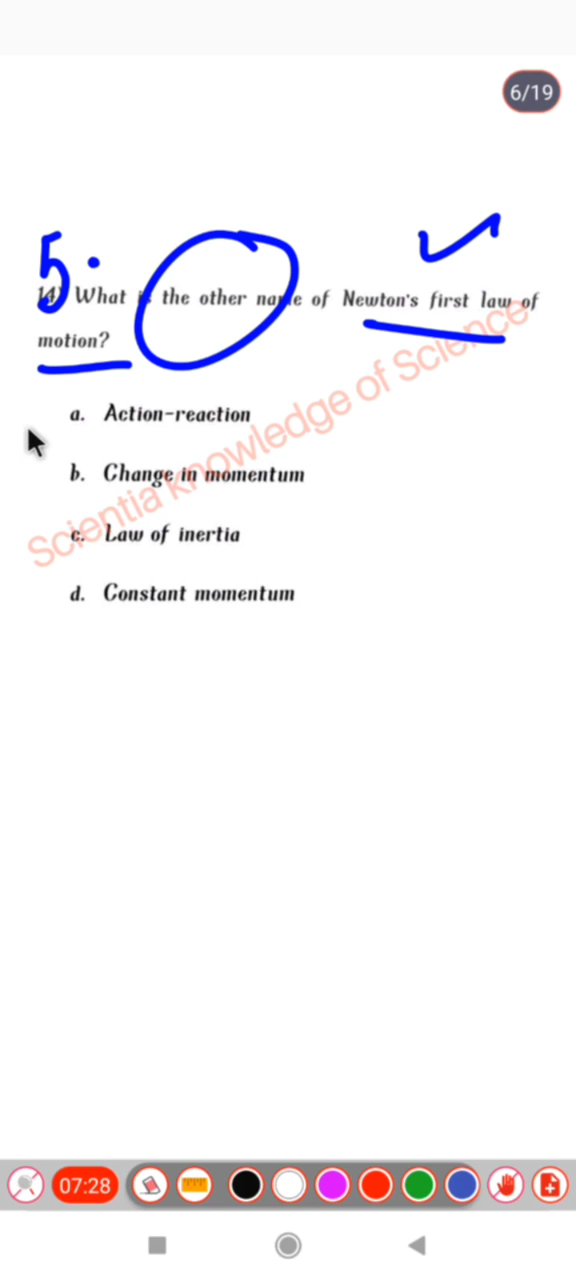 6/19
5.
14) What is the other name of Newton's first law of
motion?
a. Action-reaction
b. Change in momentum
c. Law of inertia
d. Constant momentum
Scientia knowledge of Science
07:28